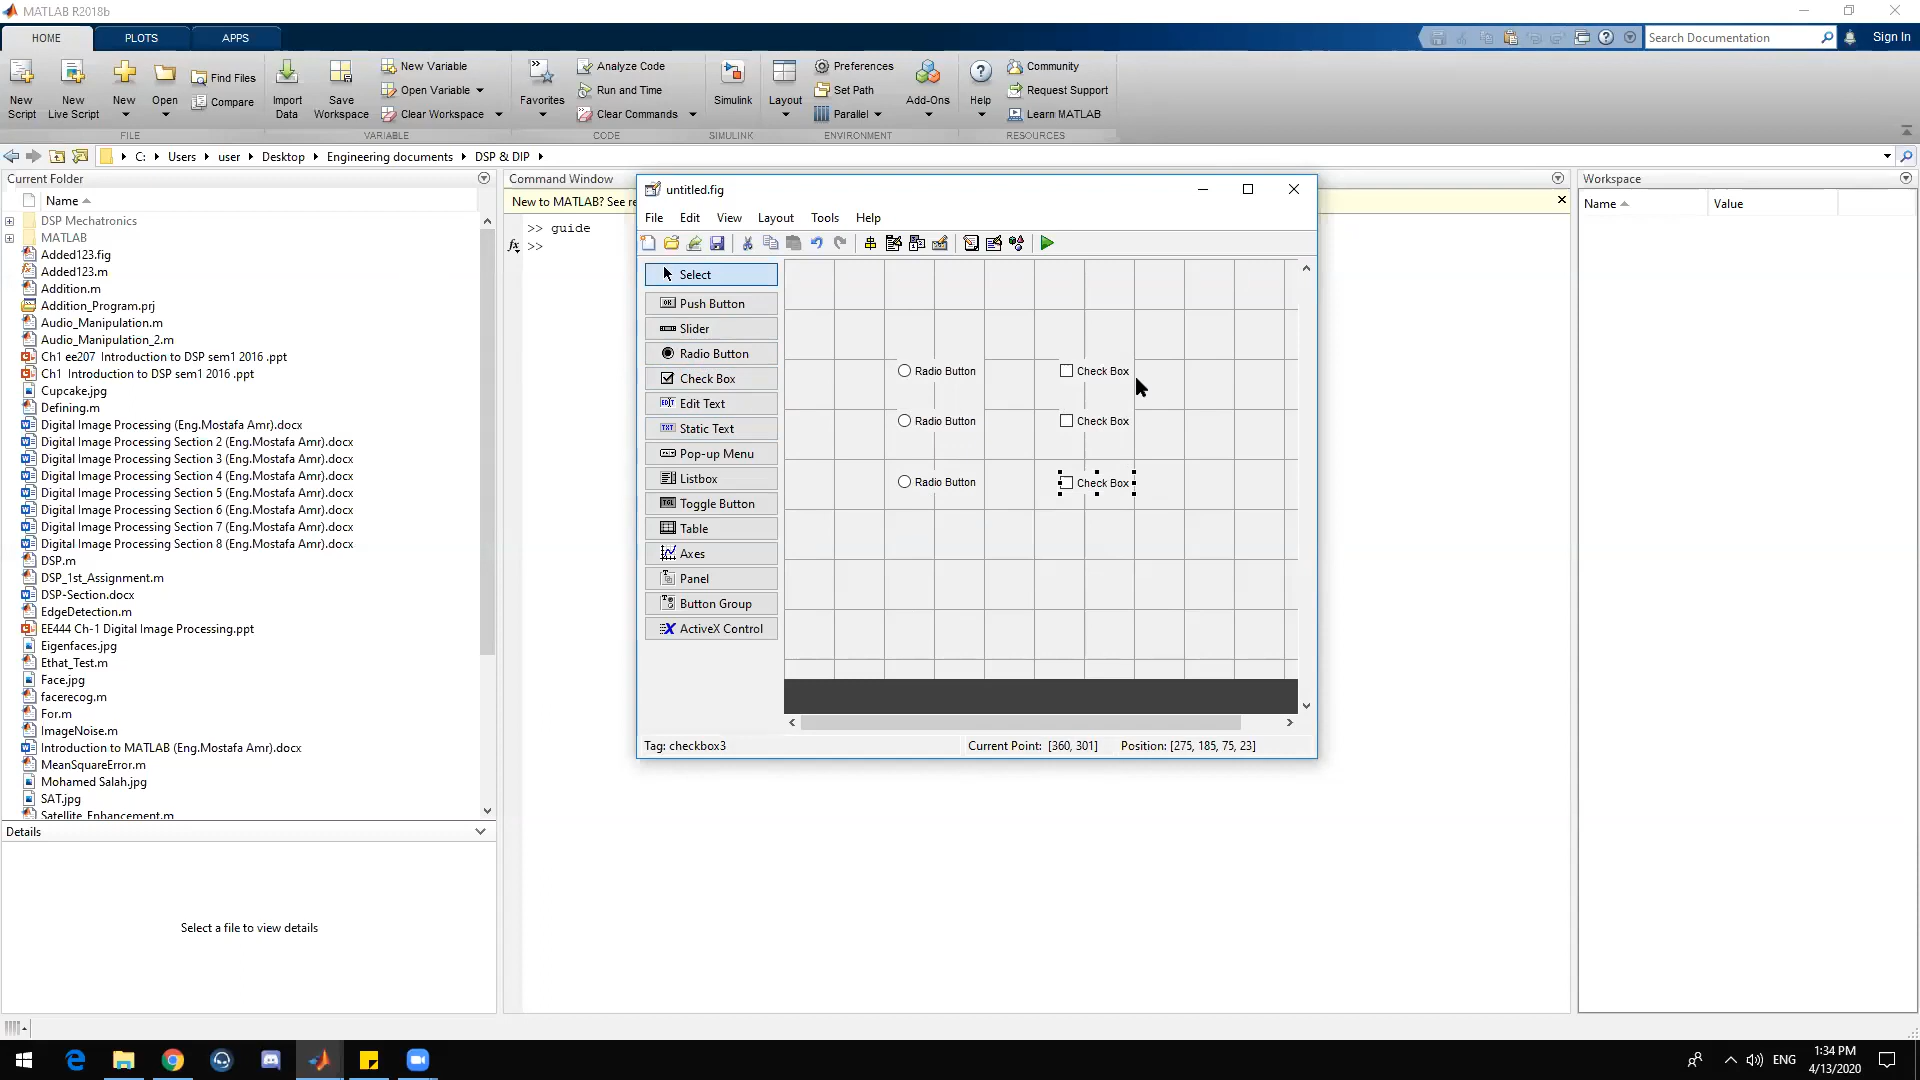 MATLAB R2018b
HOME PLOTS APPS
Search Documentation
Sign In
New Script
New Live Script
New
Open
Find Files
Compare
Import Data
Save Workspace
New Variable
Open Variable
Clear Workspace
Favorites
Analyze Code
Run and Time
Clear Commands
Simulink
Layout
Preferences
Set Path
Parallel
Add-Ons
Help
Community
Request Support
Learn MATLAB
FILE VARIABLE CODE SIMULINK ENVIRONMENT RESOURCES
C: Users user Desktop Engineering documents DSP & DIP
Current Folder
Name
DSP Mechatronics
MATLAB
Added123.fig
Added123.m
Addition.m
Addition_Program.prj
Audio_Manipulation.m
Audio_Manipulation_2.m
Ch1 ee207 Introduction to DSP sem1 2016 .ppt
Ch1 Introduction to DSP sem1 2016 .ppt
Cupcake.jpg
Defining.m
Digital Image Processing (Eng.Mostafa Amr).docx
Digital Image Processing Section 2 (Eng.Mostafa Amr).docx
Digital Image Processing Section 3 (Eng.Mostafa Amr).docx
Digital Image Processing Section 4 (Eng.Mostafa Amr).docx
Digital Image Processing Section 5 (Eng.Mostafa Amr).docx
Digital Image Processing Section 6 (Eng.Mostafa Amr).docx
Digital Image Processing Section 7 (Eng.Mostafa Amr).docx
Digital Image Processing Section 8 (Eng.Mostafa Amr).docx
DSP.m
DSP_1st_Assignment.m
DSP-Section.docx
EdgeDetection.m
EE444 Ch-1 Digital Image Processing.ppt
Eigenfaces.jpg
Ethat_Test.m
Face.jpg
facerecog.m
For.m
ImageNoise.m
Introduction to MATLAB (Eng.Mostafa Amr).docx
MeanSquareError.m
Mohamed Salah.jpg
SAT.jpg
Satellite_Enhancement.m
Details
Select a file to view details
Command Window
New to MATLAB? See re
>> guide
fx >>
untitled.fig
File Edit View Layout Tools Help
Select
Push Button
Slider
Radio Button
Check Box
Edit Text
Static Text
Pop-up Menu
Listbox
Toggle Button
Table
Axes
Panel
Button Group
ActiveX Control
Radio Button Check Box
Radio Button Check Box
Radio Button Check Box
Tag: checkbox3 Current Point: [360, 301] Position: [275, 185, 75, 23]
Workspace
Name Value
ENG
1:34 PM
4/13/2020